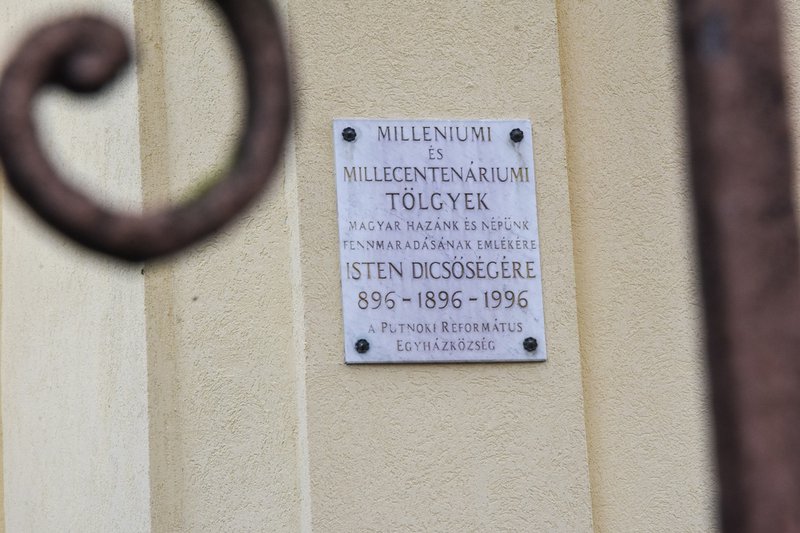 MILLENIUMI
ÉS
MILLECENTENÁRIUMI
TÖLGYEK
MAGYAR HAZÁNK ÉS NÉPÜNK
FENNMARADÁSÁNAK EMLÉKÉRE
ISTEN DICSŐSÉGÉRE
896 - 1896 - 1996
A PUTNOKI REFORMÁTUS
EGYHÁZKÖZSÉG